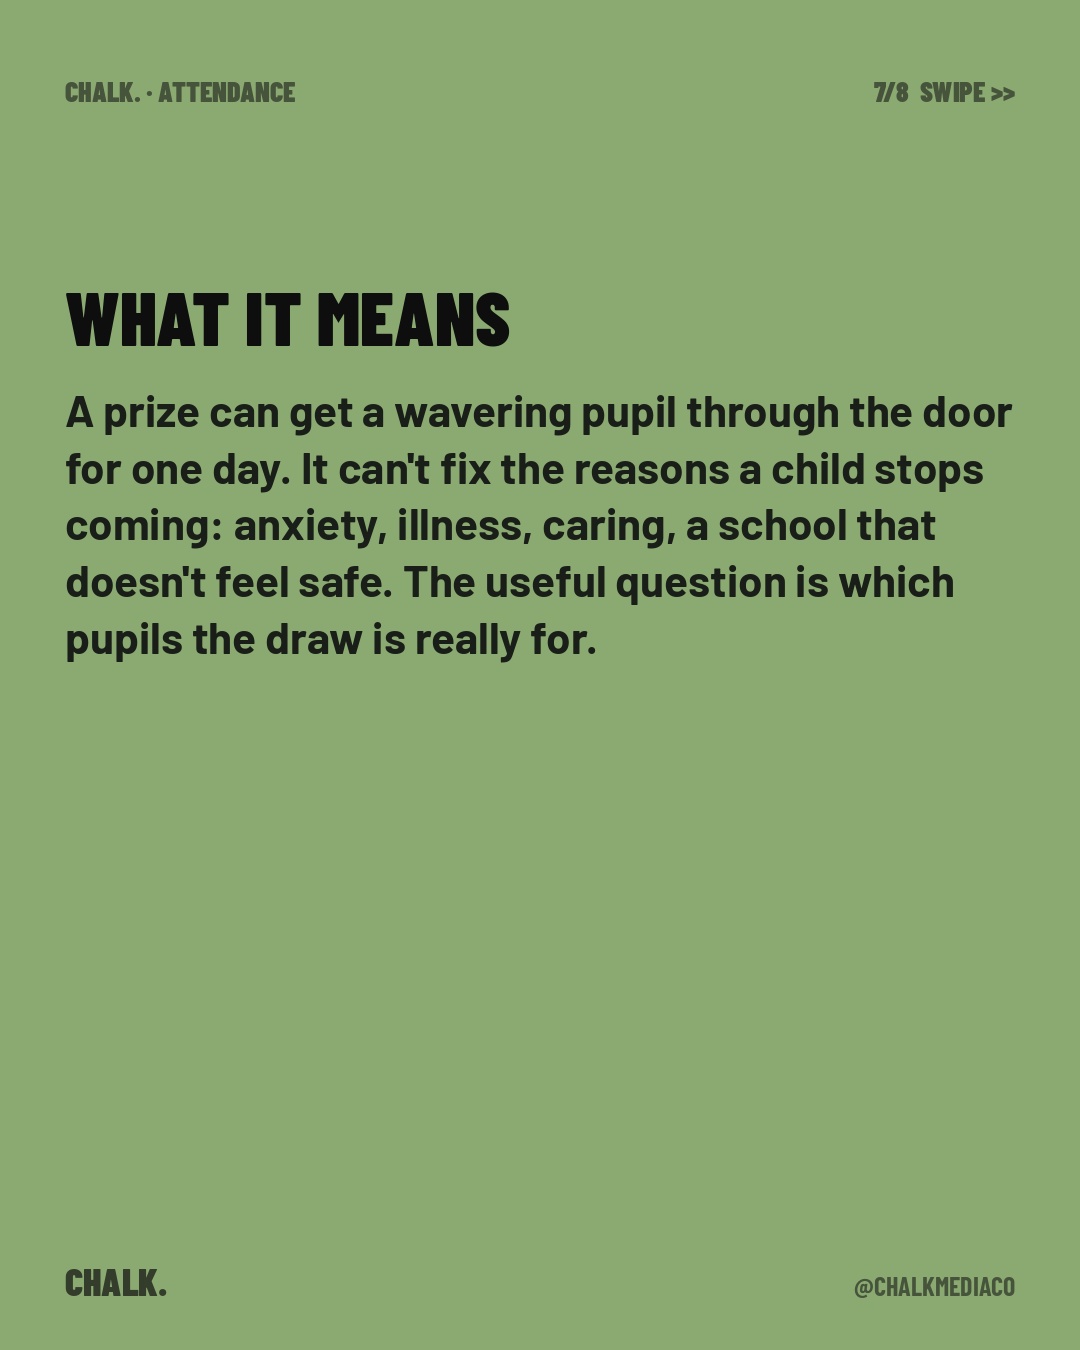 CHALK. · ATTENDANCE
7/8 SWIPE >>
WHAT IT MEANS
A prize can get a wavering pupil through the door
for one day. It can't fix the reasons a child stops
coming: anxiety, illness, caring, a school that
doesn't feel safe. The useful question is which
pupils the draw is really for.
CHALK.
@CHALKMEDIACO